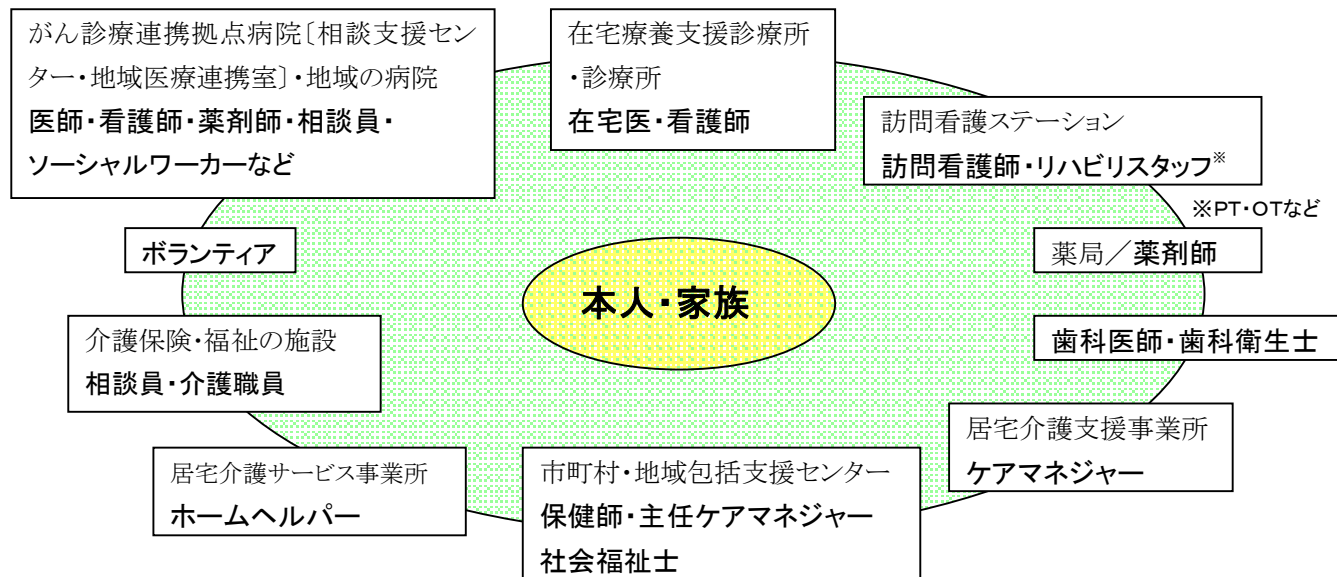 がん診療連携拠点病院〔相談支援セン
ター・地域医療連携室〕・地域の病院
医師・看護師・薬剤師・相談員・
ソーシャルワーカーなど
在宅療養支援診療所
・診療所
在宅医・看護師
訪問看護ステーション
訪問看護師・リハビリスタッフ※
※PT・OTなど
ボランティア
薬局／薬剤師
本人・家族
歯科医師・歯科衛生士
介護保険・福祉の施設
相談員・介護職員
居宅介護支援事業所
ケアマネジャー
居宅介護サービス事業所
ホームヘルパー
市町村・地域包括支援センター
保健師・主任ケアマネジャー
社会福祉士